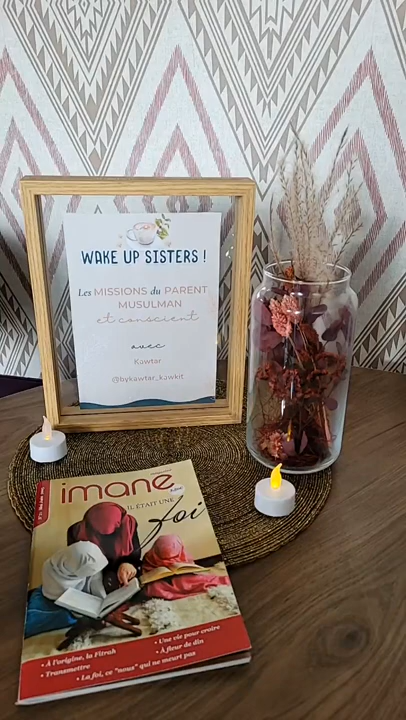 WAKE UP SISTERS !
Les MISSIONS du PARENT
MUSULMAN
et conscient
avec
Kawtar
@bykawtar_kawkit
imane
IL ÉTAIT UNE
foi
• À l'origine, la Fitrah
• Transmettre
• Une vie pour croire
• À fleur de din
• La foi, ce "nous" qui ne meurt pas